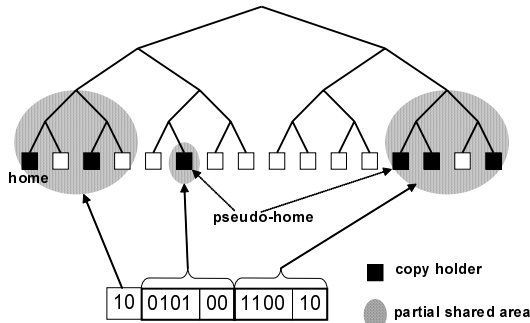 home
pseudo-home
10 0101 00 1100 10
copy holder
partial shared area